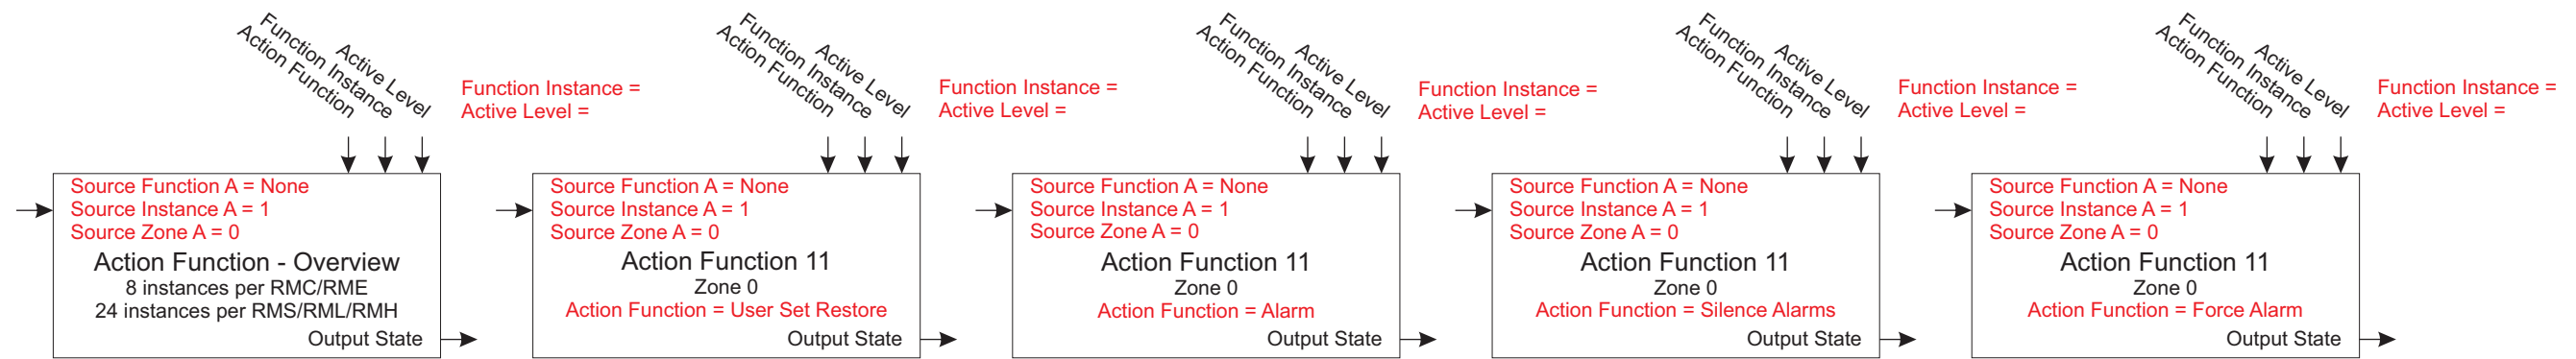 Function Instance
Action Function
Active Level
Function Instance =
Active Level =
Source Function A = None
Source Instance A = 1
Source Zone A = 0
Action Function - Overview
8 instances per RMC/RME
24 instances per RMS/RML/RMH
Output State
Function Instance
Action Function
Active Level
Function Instance =
Active Level =
Source Function A = None
Source Instance A = 1
Source Zone A = 0
Action Function 11
Zone 0
Action Function = User Set Restore
Output State
Function Instance
Action Function
Active Level
Function Instance =
Active Level =
Source Function A = None
Source Instance A = 1
Source Zone A = 0
Action Function 11
Zone 0
Action Function = Alarm
Output State
Function Instance
Action Function
Active Level
Function Instance =
Active Level =
Source Function A = None
Source Instance A = 1
Source Zone A = 0
Action Function 11
Zone 0
Action Function = Silence Alarms
Output State
Function Instance
Action Function
Active Level
Function Instance =
Active Level =
Source Function A = None
Source Instance A = 1
Source Zone A = 0
Action Function 11
Zone 0
Action Function = Force Alarm
Output State